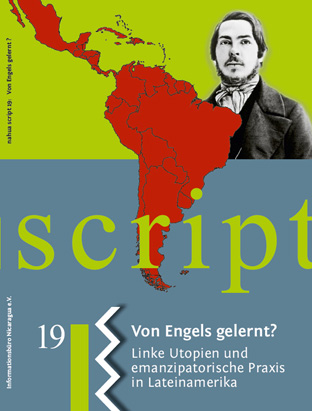 nahua script 19: Von Engels gelernt?
script
Informationsbüro Nicaragua e.V.
19
Von Engels gelernt?
Linke Utopien und
emanzipatorische Praxis
in Lateinamerika